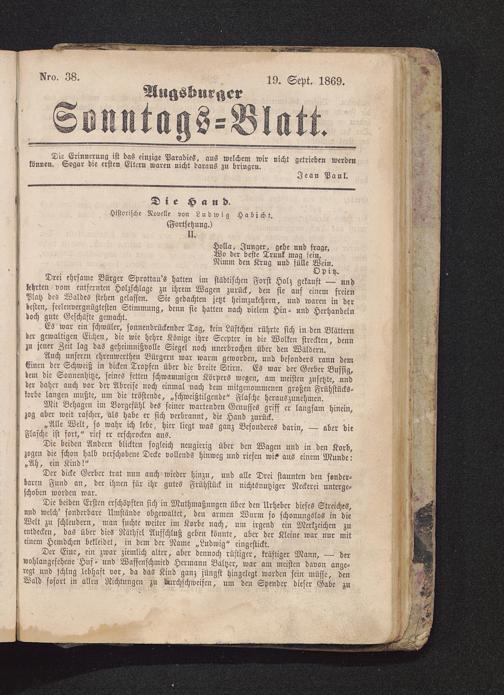 Nro. 38.
19. Sept. 1869.
Augsburger
Sonntags=Blatt.
Die Erinnerung ist das einzige Paradies, aus welchem wir nicht getrieben werden
können. Sogar die ersten Eltern waren nicht daraus zu bringen.
Jean Paul.
Die Hand.
Historische Novelle von Ludwig Habicht.
(Fortsetzung.)
II.
Holla, Junger, gehe und frage,
Wo der beste Trunk mag sein,
Nimm den Krug und fülle Wein.
Opitz.
Drei ehrsame Bürger Sprottau's hatten im städtischen Forst Holz gekauft — und
kehrten vom entfernten Holzschlage zu ihrem Wagen zurück, den sie auf einem freien
Platz des Waldes stehen gelassen. Sie gedachten jetzt heimzukehren, und waren in der
besten, feiervergnügtesten Stimmung, denn sie hatten nach vielem Hin= und Herhandeln
doch gute Geschäfte gemacht.
Es war ein schwüler, sonnendrückender Tag, kein Lüftchen rührte sich in den Blättern
der gewaltigen Eichen, die wie hehre Könige ihre Scepter in die Wolken streckten, denn
zu jener Zeit lag das geheimnißvolle Siegel noch unerbrochen über den Wäldern.
Auch unseren ehrenwerthen Bürgern war warm geworden, und besonders rann dem
Einen der Schweiß in dicken Tropfen über die breite Stirn. Es war der Gerber Bussig,
dem die Sonnenhitze, seines fetten schwammigen Körpers wegen, am meisten zusetzte, und
der daher auch vor der Abreise noch einmal nach dem mitgenommenen großen Frühstücks=
korbe langen mußte, um die tröstende, „schweißtilgende“ Flasche herauszunehmen.
Mit Behagen im Vorgefühl des seiner wartenden Genusses griff er langsam hinein,
zog aber weit rascher, als habe er sich verbrannt, die Hand zurück.
„Alle Welt, so wahr ich lebe, hier liegt was ganz Besonderes darin, — aber die
Flasche ist fort,“ rief er erschrocken aus.
Die beiden Andern blickten sogleich neugierig über den Wagen und in den Korb,
zogen die schon halb verschobene Decke vollends hinweg und riefen wie aus einem Munde:
„Ah, ein Kind!“
Der dicke Gerber trat nun auch wieder hinzu, und alle Drei staunten den sonder=
baren Fund an, der ihnen für ihr gutes Frühstück in nichtsnutziger Neckerei unterge=
schoben worden war.
Die beiden Ersten erschöpften sich in Muthmaßungen über den Urheber dieses Streiches,
und welch' sonderbare Umstände obgewaltet, den armen Wurm so schonungslos in die
Welt zu schleudern, man suchte weiter im Korbe nach, um irgend ein Merkzeichen zu
entdecken, das über dies Räthsel Aufschluß geben könnte, aber der Kleine war nur mit
einem Hemdchen bekleidet, in dem der Name „Ludwig“ eingestickt.
Der Eine, ein zwar ziemlich alter, aber dennoch rüstiger, kräftiger Mann, — der
wohlangesehene Huf= und Waffenschmied Hermann Baltzer, war am meisten davon ange=
regt und schlug lebhaft vor, da das Kind ganz jüngst hingelegt worden sein müsse, den
Wald sofort in allen Richtungen zu durchschweifen, um den Spender dieser Gabe zu